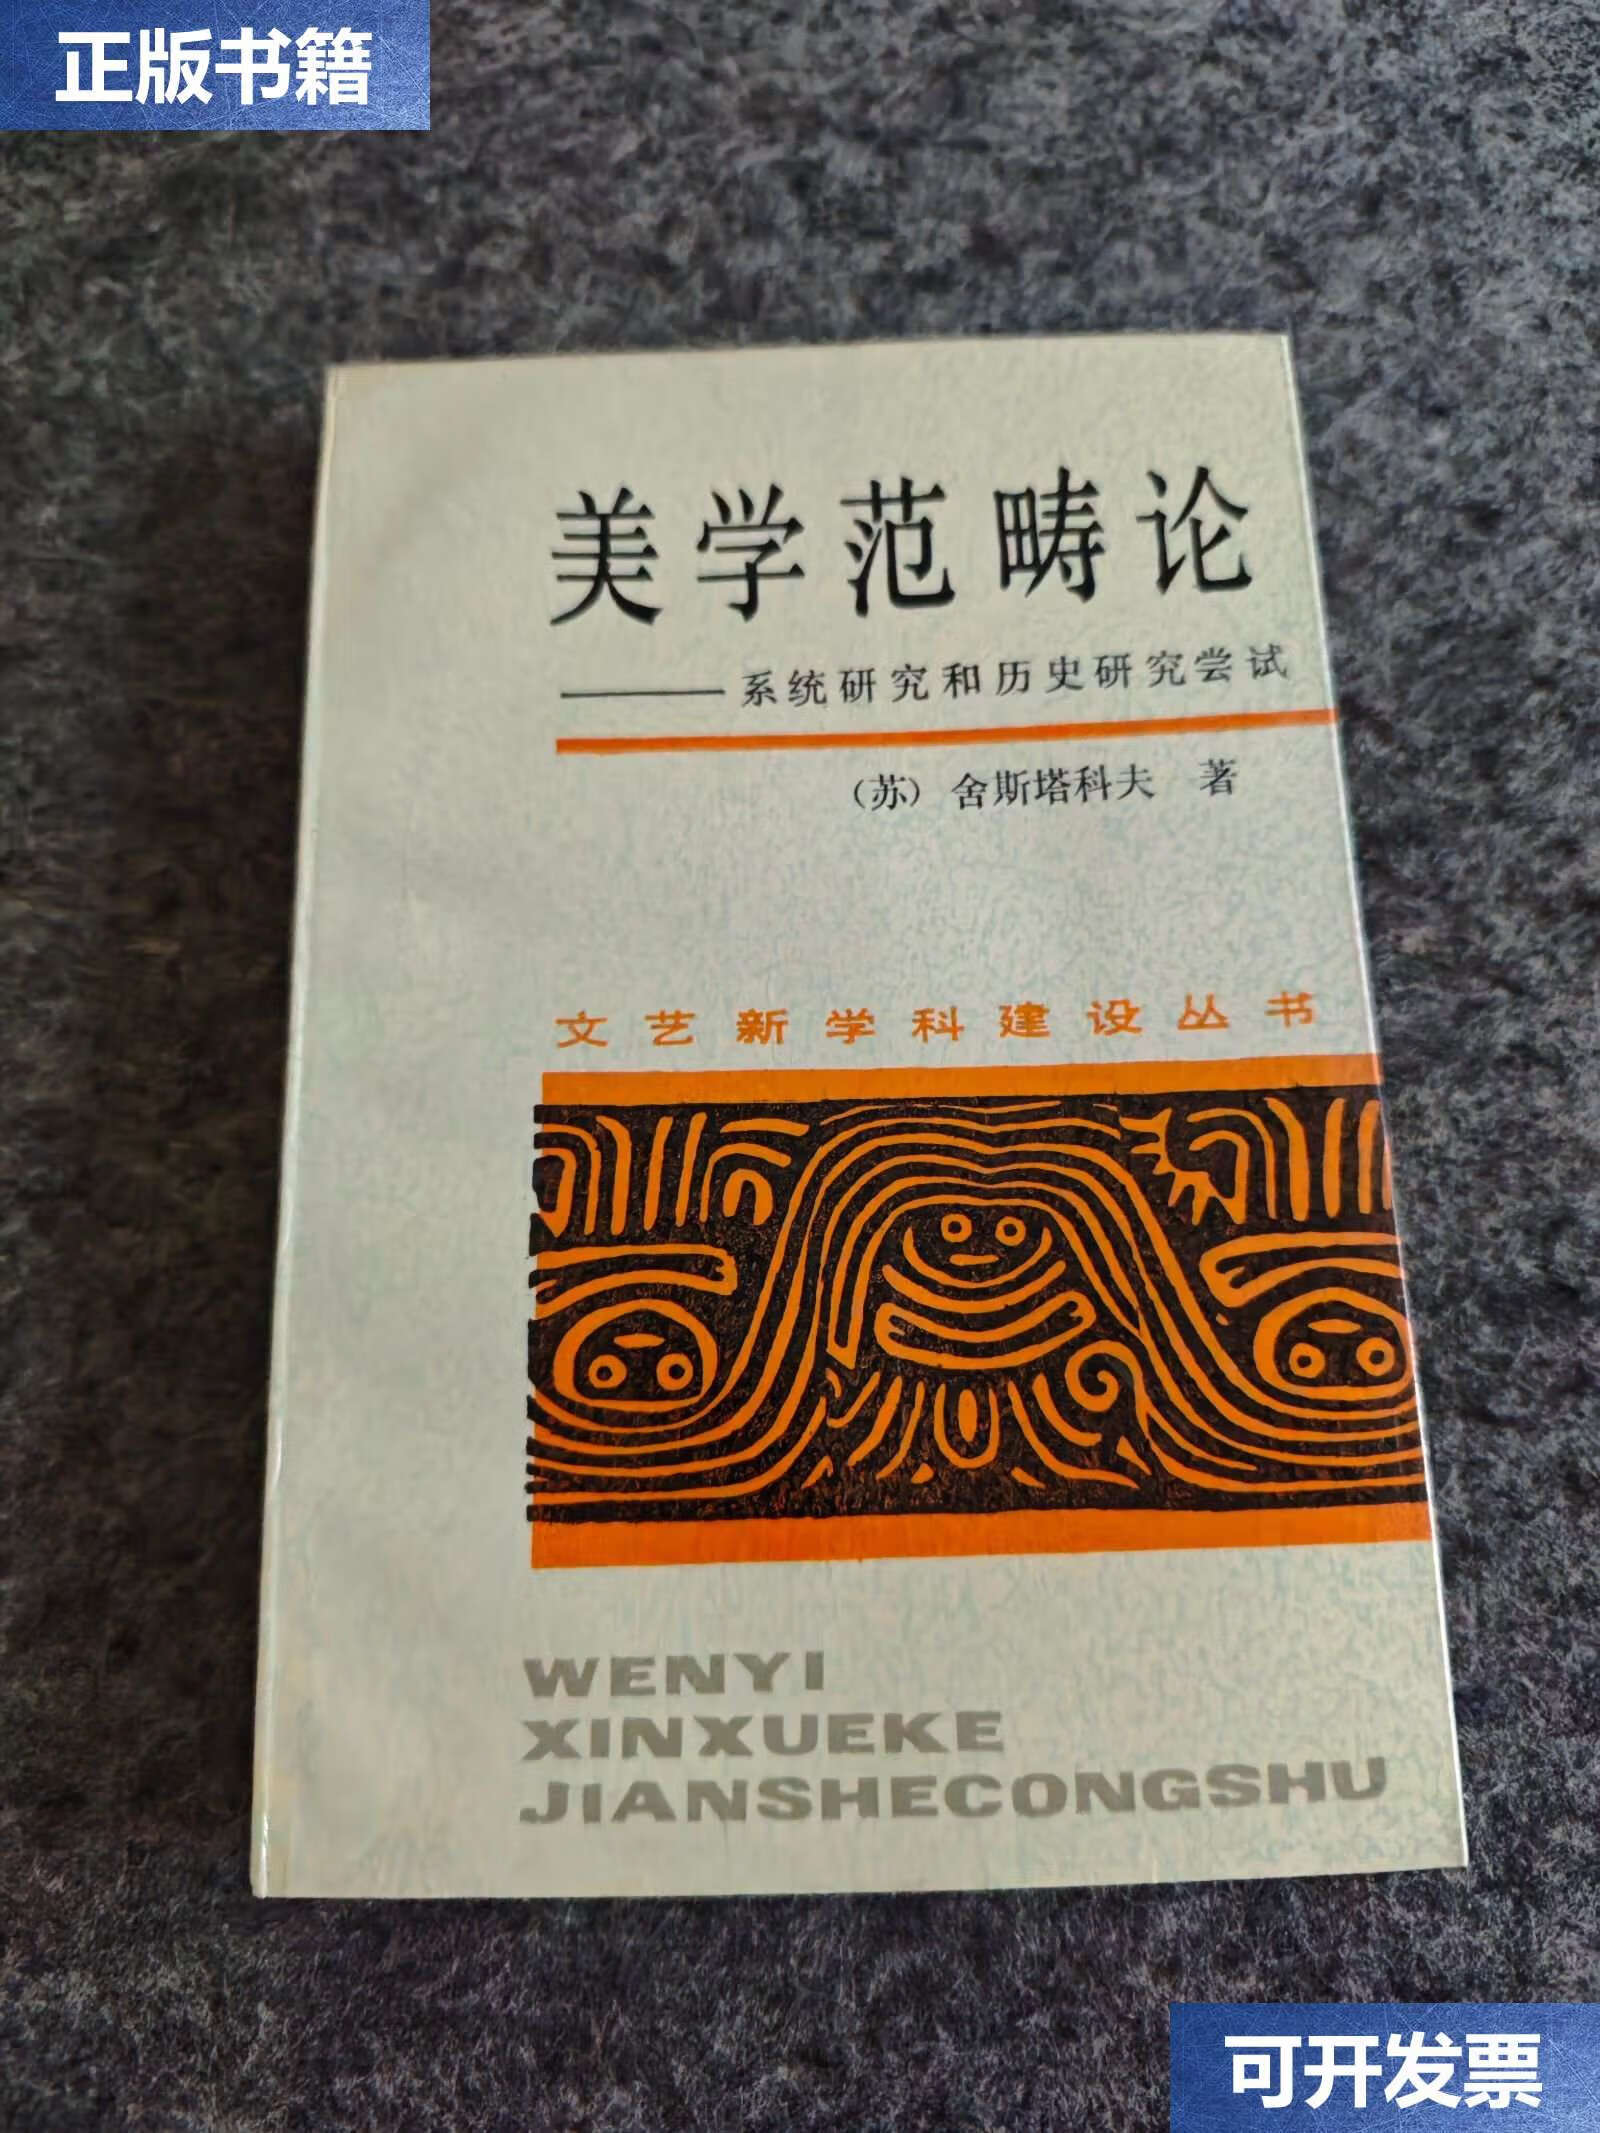 正版书籍
美学范畴论
——系统研究和历史研究尝试
（苏）舍斯塔科夫 著
文艺新学科建设丛书
WENYI
XINXUEKE
JIANSHECONGSHU
可开发票